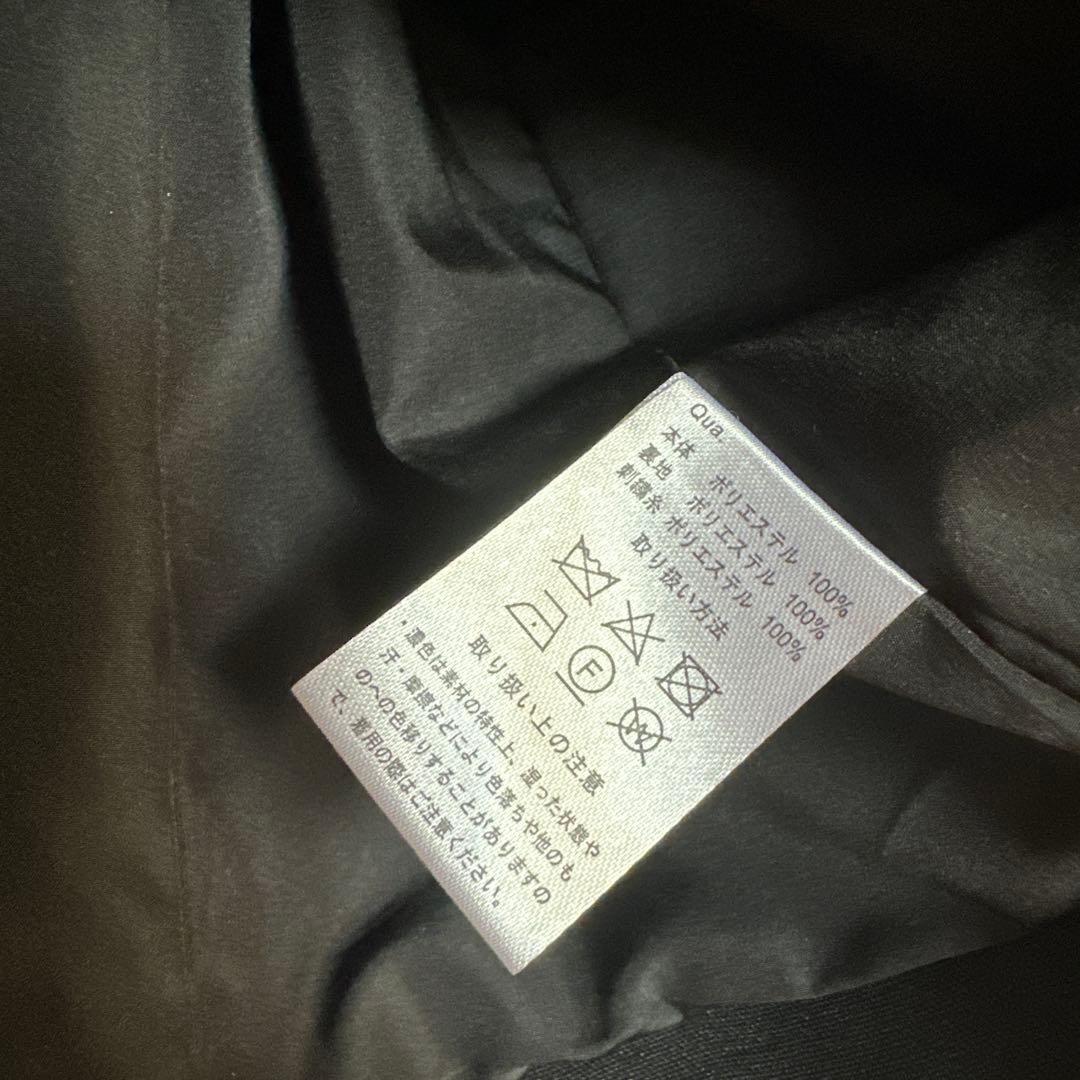 Qua.
本体 ポリエステル 100%
裏地 ポリエステル 100%
刺繍糸 ポリエステル 100%
取り扱い方法
F
W
取り扱い上の注意
・濃色は素材の特性上、湿った状態や
汗・摩擦などにより色落ちや他のも
のへの色移りすることがありますの
で、着用の際はご注意ください。